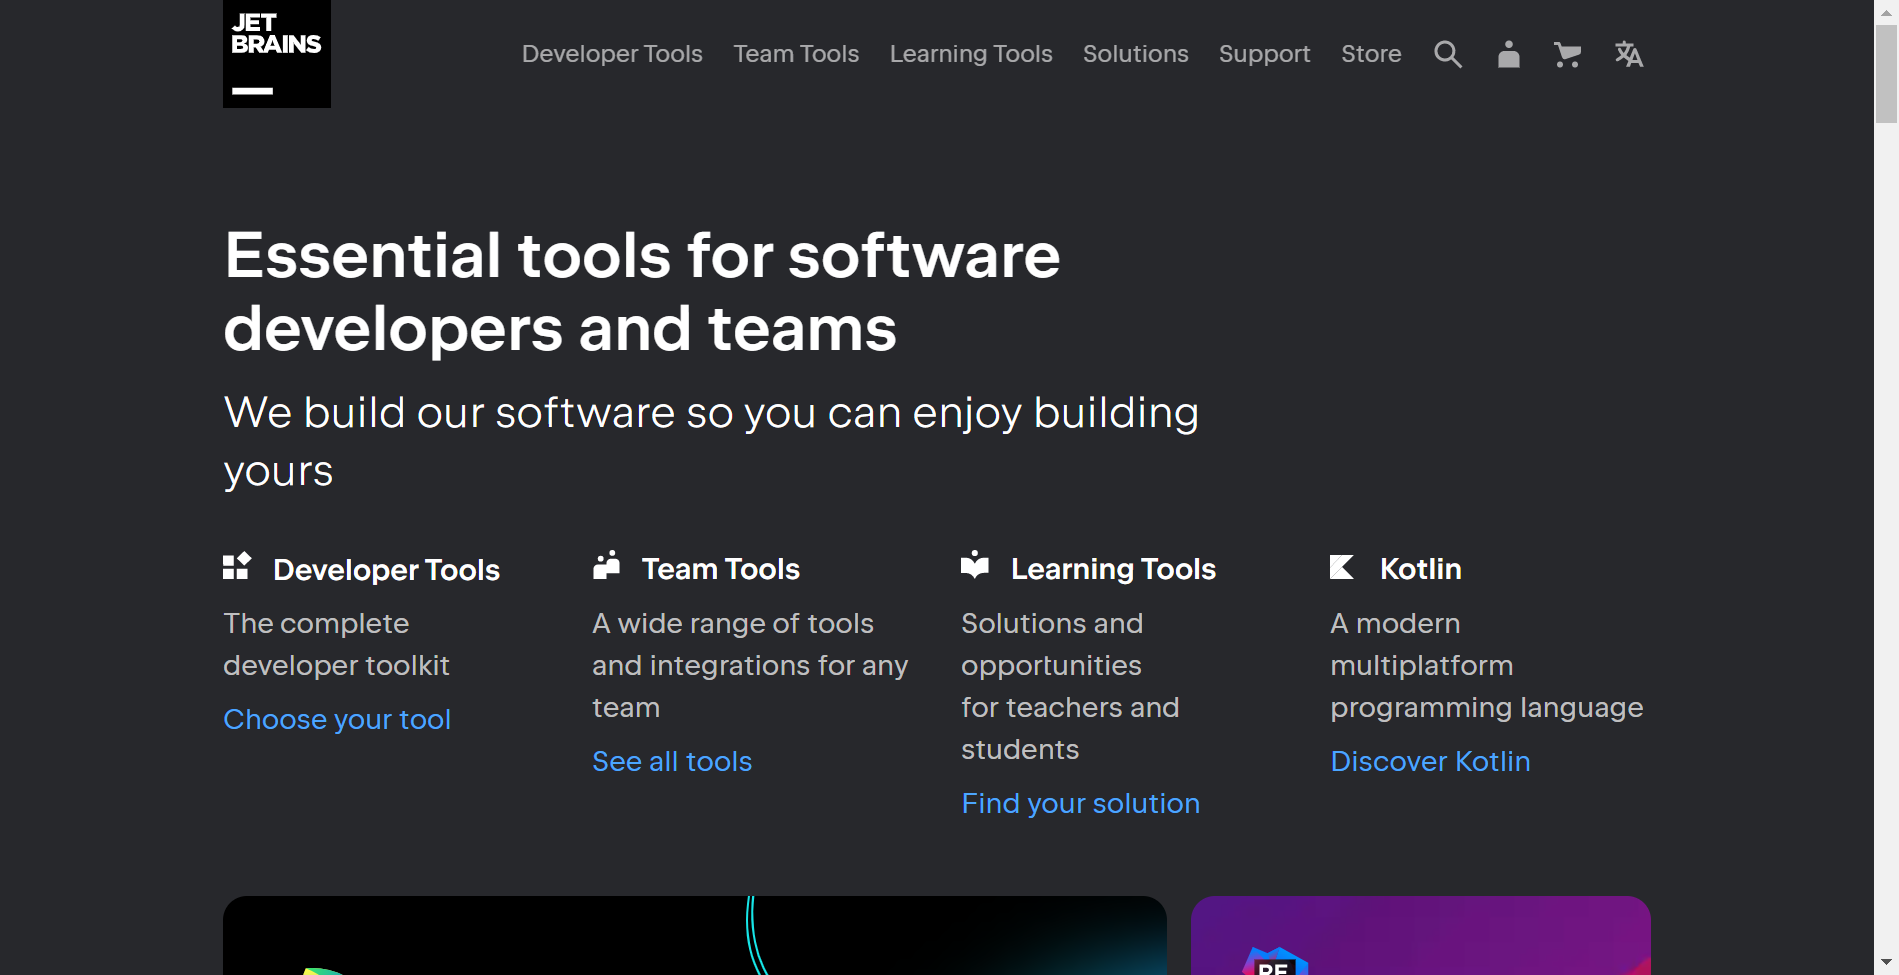 JET
BRAINS
Developer Tools
Team Tools
Learning Tools
Solutions
Support
Store
Essential tools for software
developers and teams
We build our software so you can enjoy building
yours
Developer Tools
The complete
developer toolkit
Choose your tool
Team Tools
A wide range of tools
and integrations for any
team
See all tools
Learning Tools
Solutions and
opportunities
for teachers and
students
Find your solution
Kotlin
A modern
multiplatform
programming language
Discover Kotlin